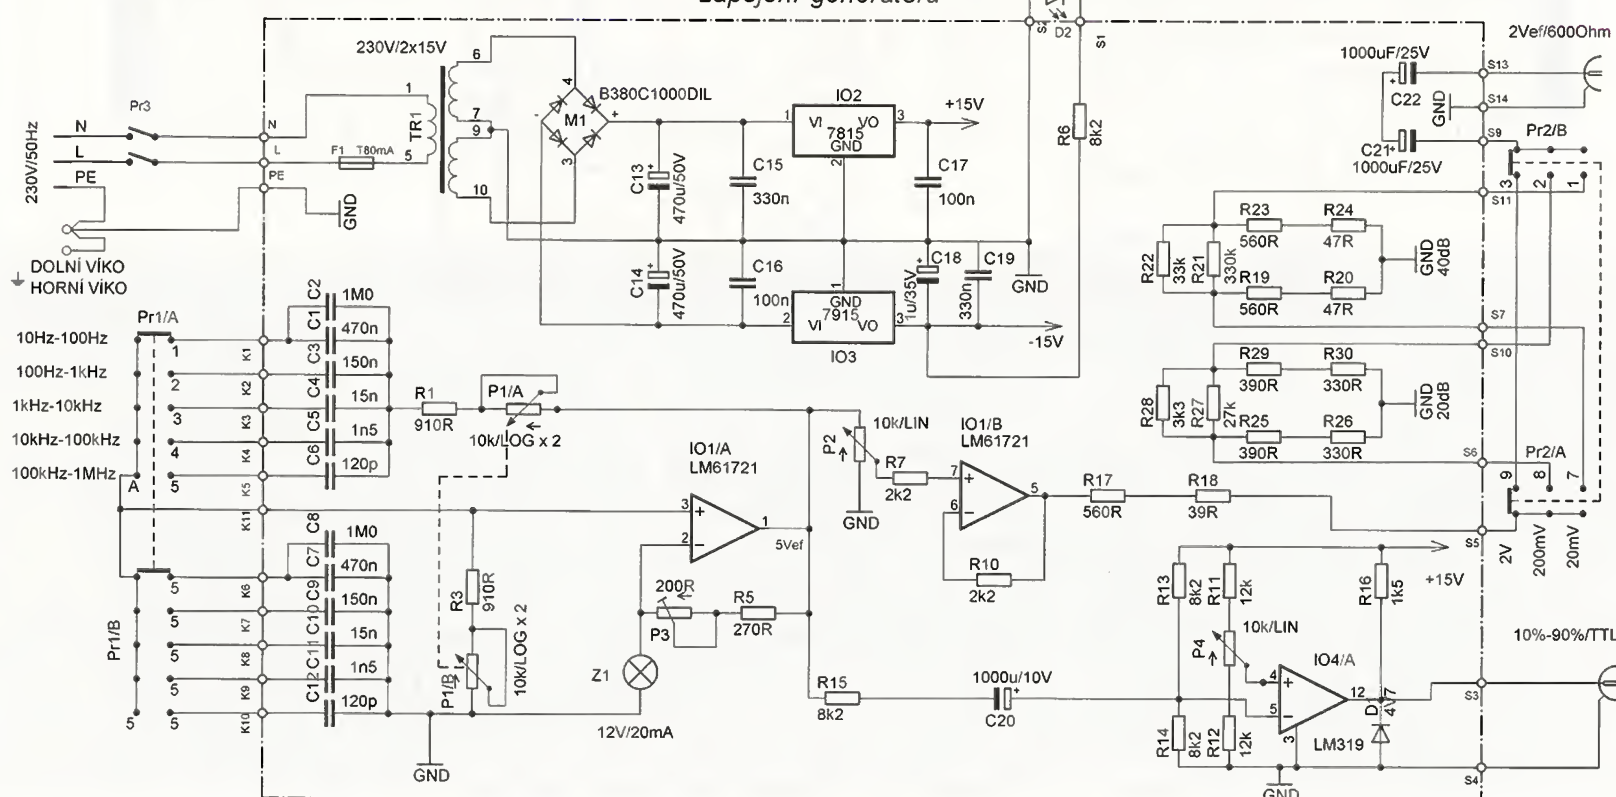 zapojení generátoru
S2
D2
S1
2Vef/600Ohm
230V/2x15V
6
1000uF/25V
S13
1
4
B380C1000DIL
C22
S14
GND
Pr3
IO2
+15V
230V/50Hz
N
N
TR1
7
M1
-
+
1
VI
VO
3
7815
GND
2
R6
8k2
S9
Pr2/B
L
L
F1
T80mA
5
9
3
C21
1000uF/25V
PE
PE
10
GND
C13
470u/50V
C15
330n
C17
100n
3
2
1
S11
R23
560R
R24
47R
R22
33k
R21
330k
GND
40dB
R19
560R
R20
47R
DOLNÍ VÍKO
HORNÍ VÍKO
C14
470u/50V
C16
100n
1
GND
7915
2
VI
VO
3
IO3
C18
1u/35V
C19
330n
GND
-15V
S7
S10
Pr1/A
10Hz-100Hz
1
K1
C2
1M0
C1
470n
100Hz-1kHz
2
K2
C3
150n
1kHz-10kHz
3
K3
C4
15n
10kHz-100kHz
4
K4
C5
1n5
100kHz-1MHz
A
5
K5
C6
120p
K11
R1
910R
P1/A
10k/LOG x 2
R29
390R
R30
330R
R28
3k3
R27
27k
GND
20dB
R25
390R
R26
330R
S6
Pr2/A
9
8
7
IO1/A
LM61721
3
+
2
-
1
5Vef
P2
10k/LIN
GND
R7
2k2
IO1/B
LM61721
7
+
6
-
5
R10
2k2
R17
560R
R18
39R
S5
2V
200mV
20mV
C8
1M0
C7
470n
5
K6
C9
150n
5
K7
C10
15n
5
K8
C11
1n5
5
K9
C12
120p
5
5
K10
Pr1/B
R3
910R
P1/B
10k/LOG x 2
200R
P3
R5
270R
Z1
12V/20mA
GND
R15
8k2
1000u/10V
C20
R13
8k2
R11
12k
R16
1k5
+15V
P4
10k/LIN
IO4/A
4
+
5
-
12
3
LM319
D1
4V7
R14
8k2
R12
12k
GND
10%-90%/TTL
S3
S4